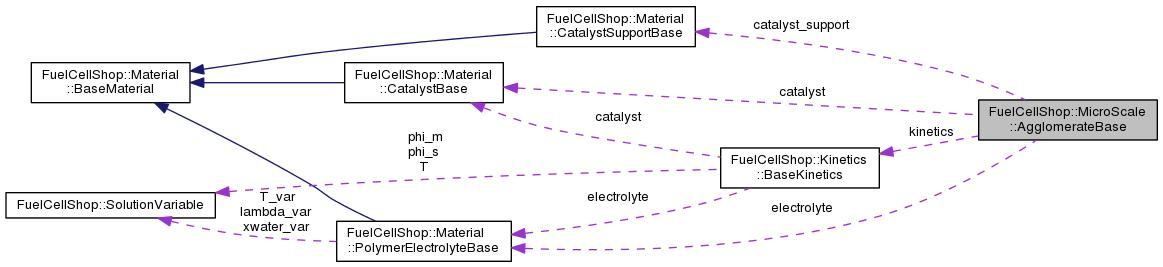 FuelCellShop::Material
::CatalystSupportBase
catalyst_support
FuelCellShop::Material
::BaseMaterial
FuelCellShop::Material
::CatalystBase
catalyst
FuelCellShop::MicroScale
::AgglomerateBase
catalyst
kinetics
phi_m
phi_s
T
FuelCellShop::Kinetics
::BaseKinetics
FuelCellShop::SolutionVariable
T_var
lambda_var
xwater_var
electrolyte
electrolyte
FuelCellShop::Material
::PolymerElectrolyteBase